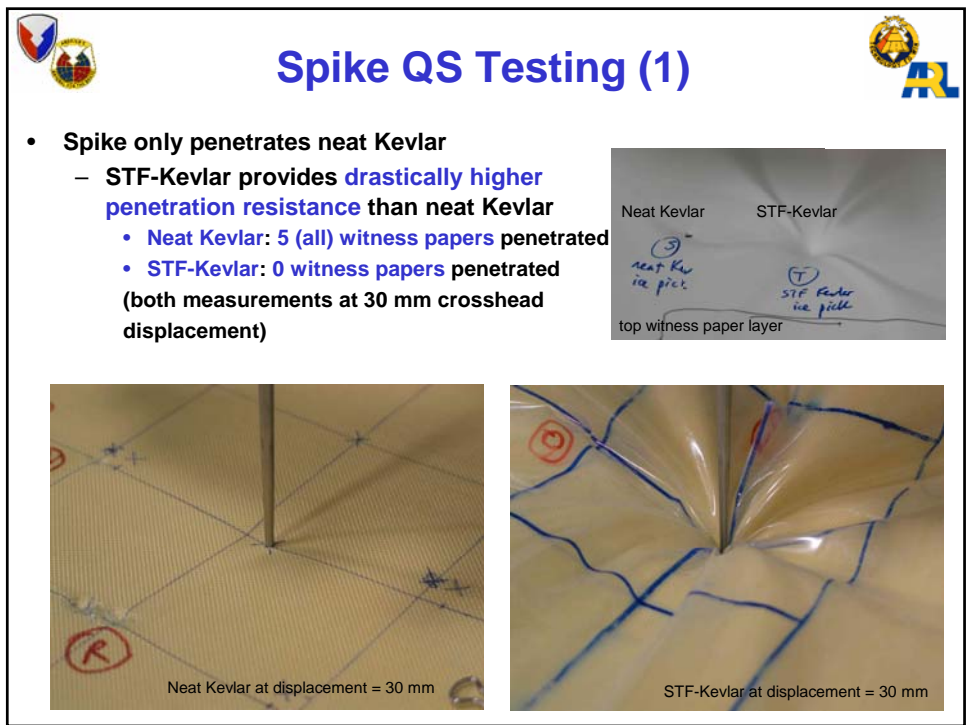 Spike QS Testing (1)
ARL
• Spike only penetrates neat Kevlar
– STF-Kevlar provides drastically higher
penetration resistance than neat Kevlar
• Neat Kevlar: 5 (all) witness papers penetrated
• STF-Kevlar: 0 witness papers penetrated
(both measurements at 30 mm crosshead
displacement)
Neat Kevlar STF-Kevlar
neat Kev
ice pick
T
STF Kevlar
ice pick
top witness paper layer
R
Neat Kevlar at displacement = 30 mm
STF-Kevlar at displacement = 30 mm